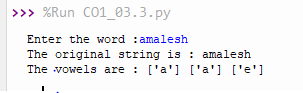 >>> %Run CO1_03.3.py
Enter the word :amalesh
The original string is : amalesh
The vowels are : ['a'] ['a'] ['e']